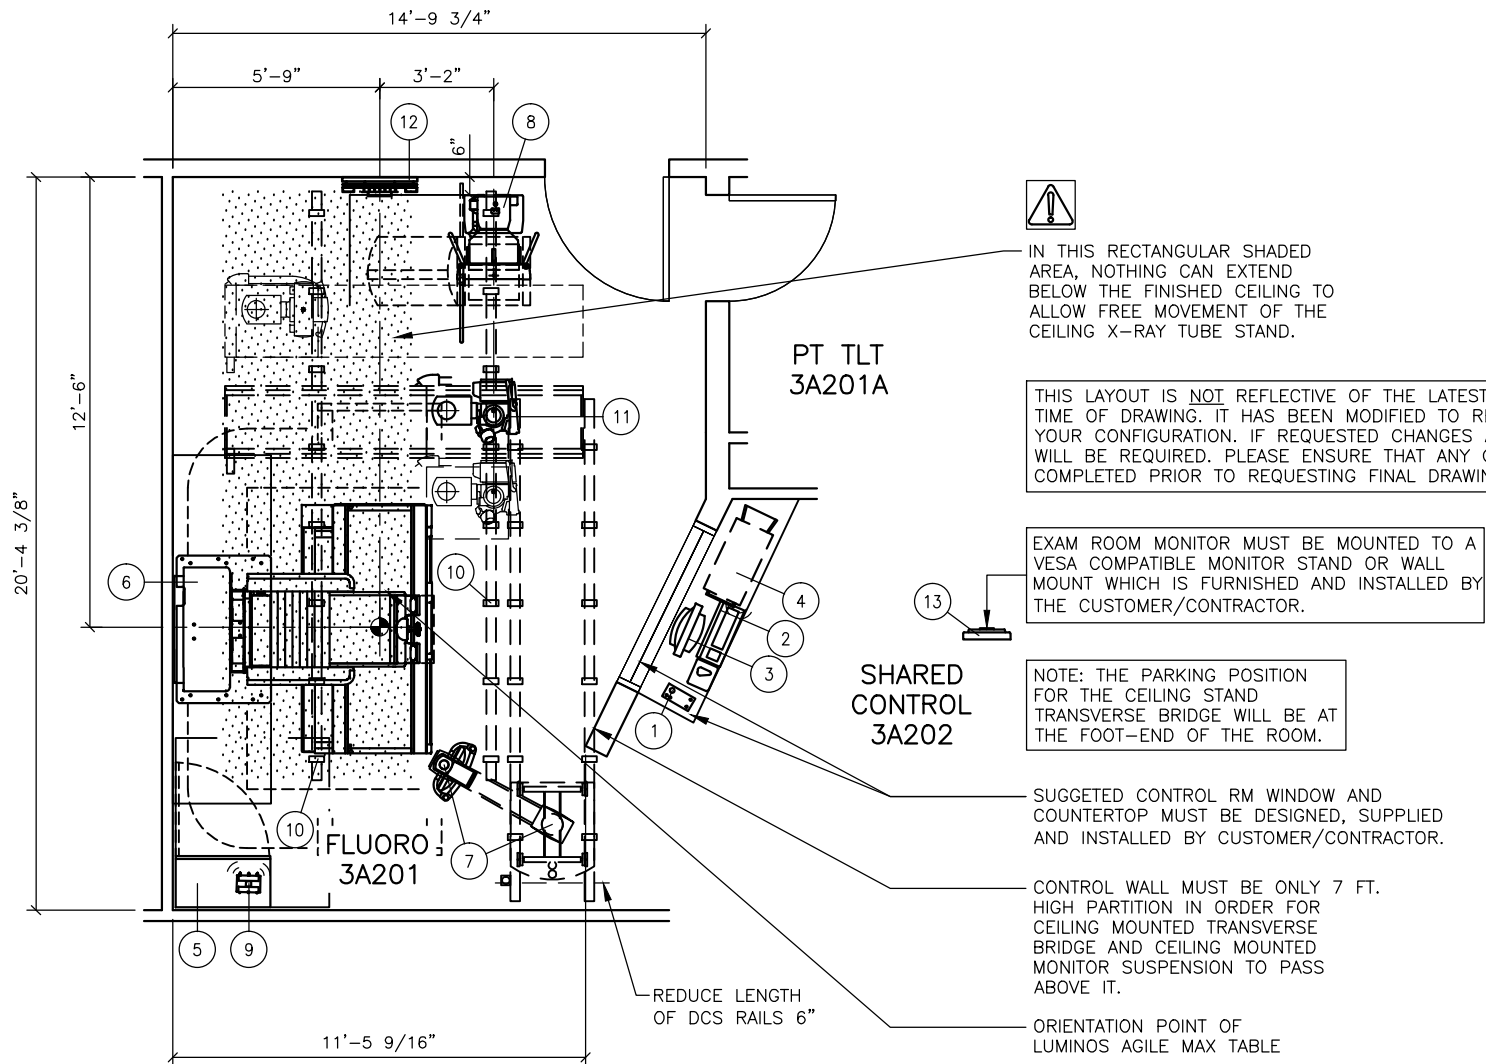 14'-9 3/4"
5'-9"
3'-2"
12
8
6"
12'-6"
20'-4 3/8"
11
10
6
4
2
3
1
13
10
7
5
9
PT TLT
3A201A
SHARED
CONTROL
3A202
FLUORO
3A201
11'-5 9/16"
REDUCE LENGTH
OF DCS RAILS 6"
IN THIS RECTANGULAR SHADED
AREA, NOTHING CAN EXTEND
BELOW THE FINISHED CEILING TO
ALLOW FREE MOVEMENT OF THE
CEILING X-RAY TUBE STAND.
THIS LAYOUT IS NOT REFLECTIVE OF THE LATEST
TIME OF DRAWING. IT HAS BEEN MODIFIED TO
YOUR CONFIGURATION. IF REQUESTED CHANGES
WILL BE REQUIRED. PLEASE ENSURE THAT ANY
COMPLETED PRIOR TO REQUESTING FINAL
EXAM ROOM MONITOR MUST BE MOUNTED TO A
VESA COMPATIBLE MONITOR STAND OR WALL
MOUNT WHICH IS FURNISHED AND INSTALLED BY
THE CUSTOMER/CONTRACTOR.
NOTE: THE PARKING POSITION
FOR THE CEILING STAND
TRANSVERSE BRIDGE WILL BE AT
THE FOOT-END OF THE ROOM.
SUGGETED CONTROL RM WINDOW AND
COUNTERTOP MUST BE DESIGNED, SUPPLIED
AND INSTALLED BY CUSTOMER/CONTRACTOR.
CONTROL WALL MUST BE ONLY 7 FT.
HIGH PARTITION IN ORDER FOR
CEILING MOUNTED TRANSVERSE
BRIDGE AND CEILING MOUNTED
MONITOR SUSPENSION TO PASS
ABOVE IT.
ORIENTATION POINT OF
LUMINOS AGILE MAX TABLE